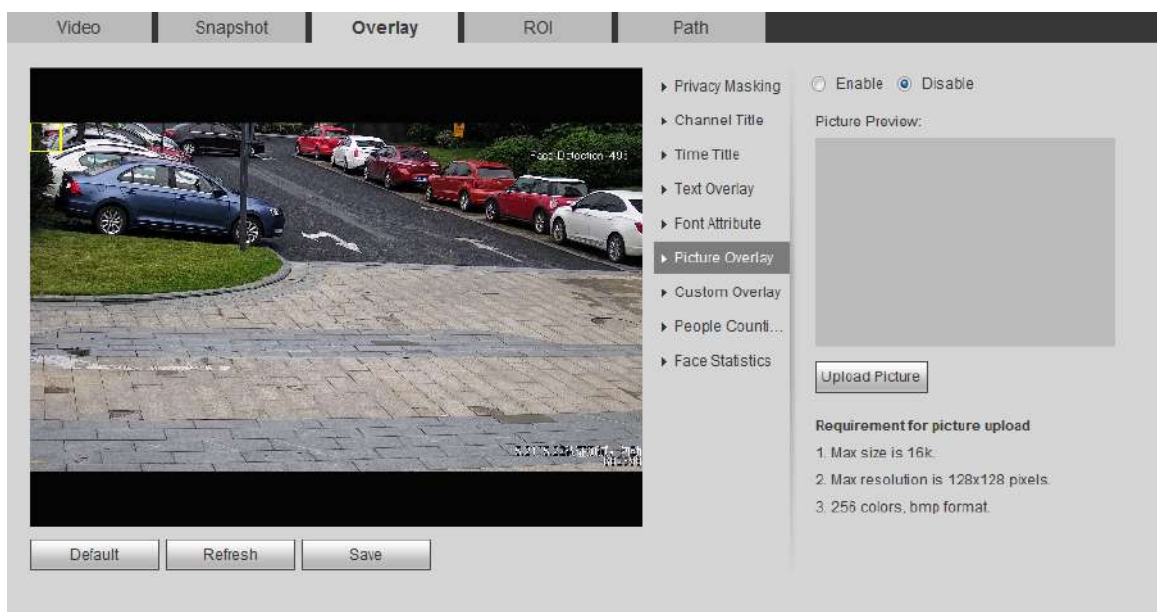 Video
Snapshot
Overlay
ROI
Path
Face Detection
Privacy Masking
Channel Title
Time Title
Text Overlay
Font Attribute
Picture Overlay
Custom Overlay
People Counti...
Face Statistics
Enable
Disable
Picture Preview:
Upload Picture
Requirement for picture upload
1. Max size is 16k.
2. Max resolution is 128x128 pixels.
3. 256 colors, bmp format.
Default
Refresh
Save